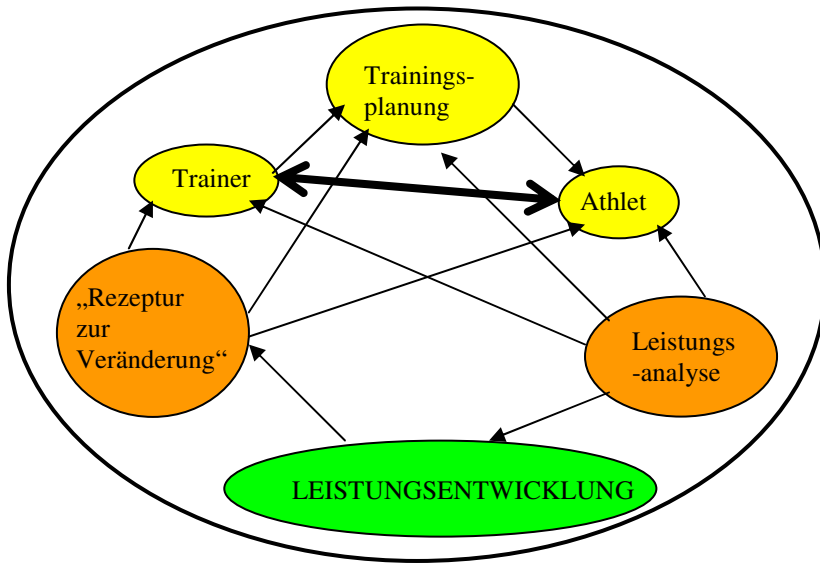 Trainings-
planung
Trainer
Athlet
„Rezeptur
zur
Veränderung“
Leistungs
-analyse
LEISTUNGSENTWICKLUNG